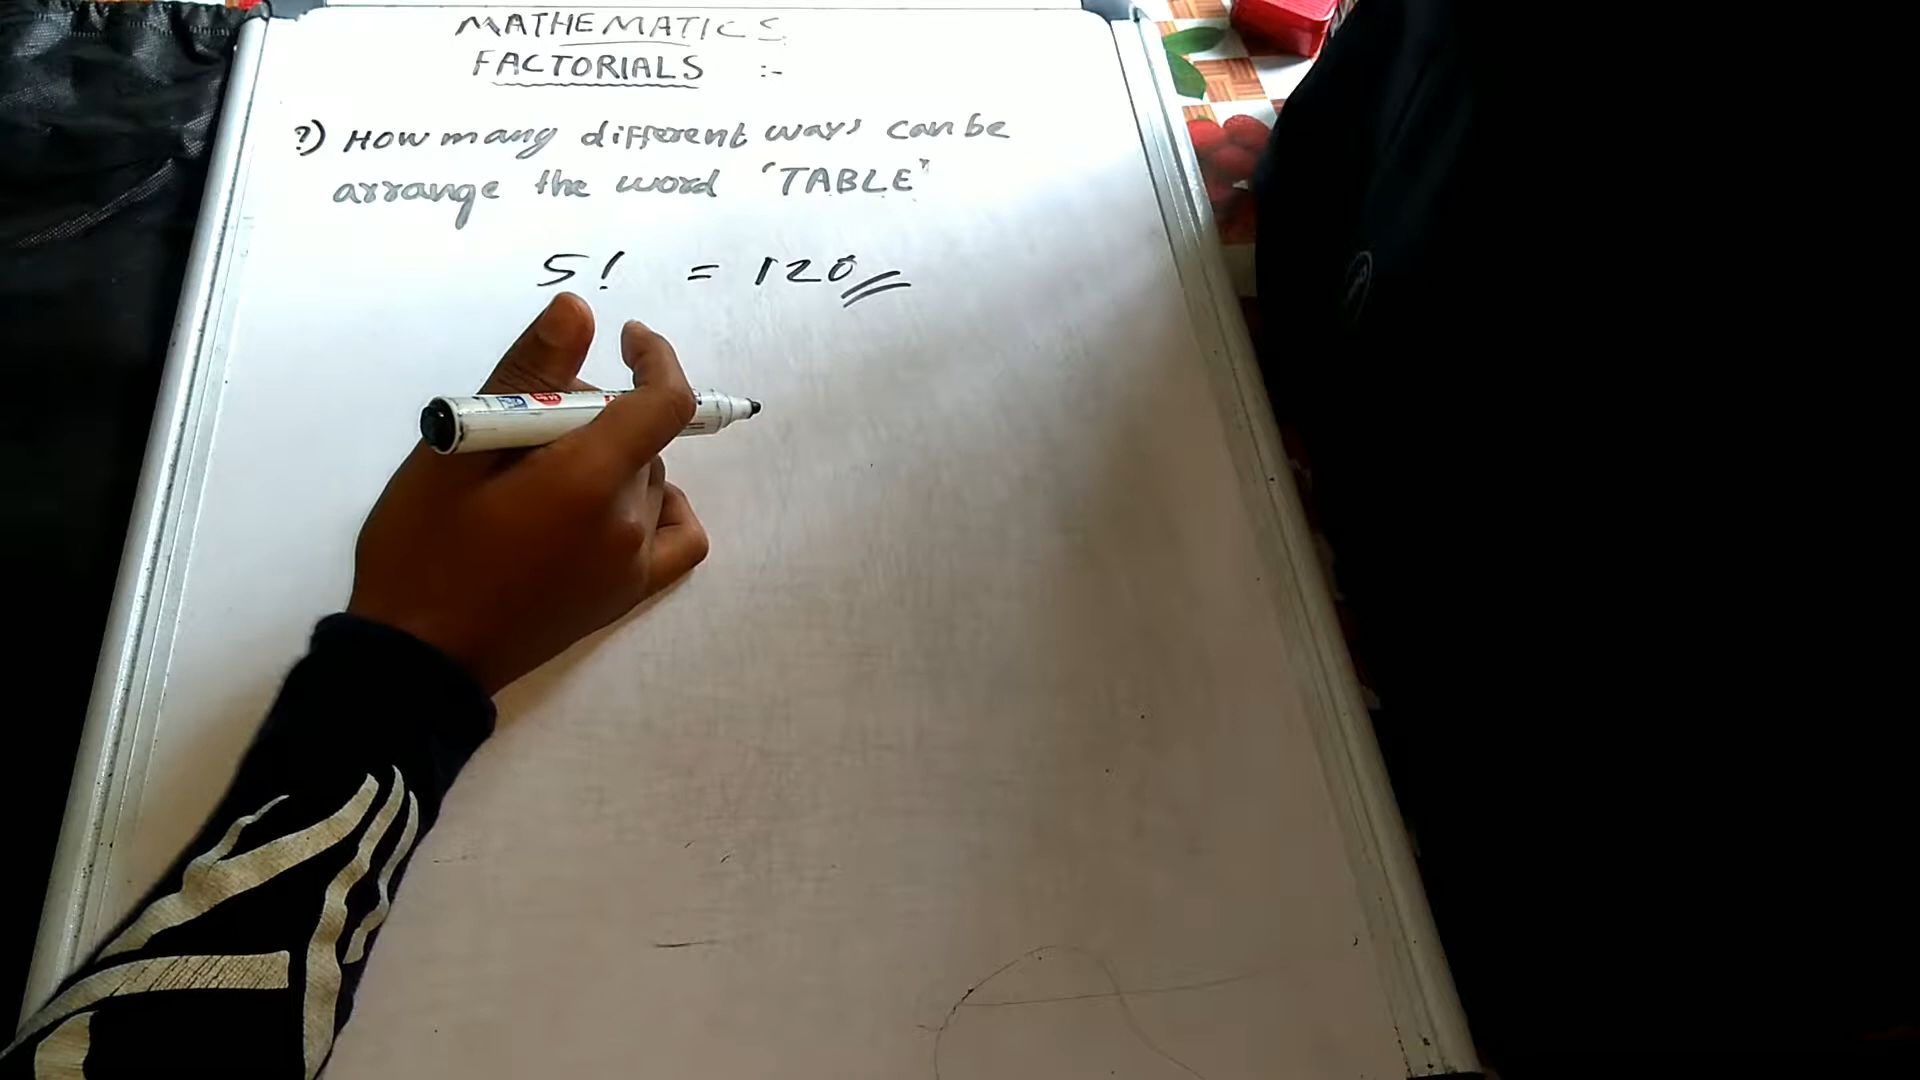 MATHEMATICS
FACTORIALS :-
?) How many different ways can be
arrange the word 'TABLE"
5! = 120